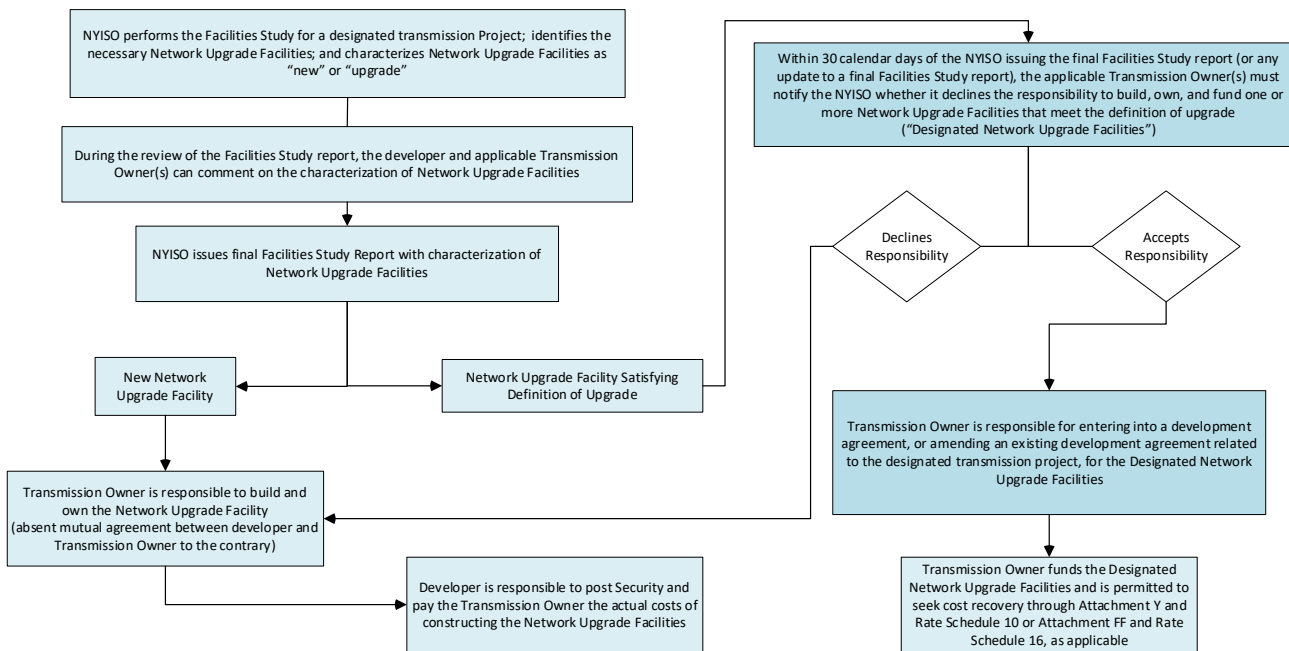 NYISO performs the Facilities Study for a designated transmission Project; identifies the
necessary Network Upgrade Facilities; and characterizes Network Upgrade Facilities as
“new” or “upgrade”
During the review of the Facilities Study report, the developer and applicable Transmission
Owner(s) can comment on the characterization of Network Upgrade Facilities
NYISO issues final Facilities Study Report with characterization of
Network Upgrade Facilities
New Network
Upgrade Facility
Network Upgrade Facility Satisfying
Definition of Upgrade
Transmission Owner is responsible to build and
own the Network Upgrade Facility
(absent mutual agreement between developer and
Transmission Owner to the contrary)
Developer is responsible to post Security and
pay the Transmission Owner the actual costs of
constructing the Network Upgrade Facilities
Within 30 calendar days of the NYISO issuing the final Facilities Study report (or any
update to a final Facilities Study report), the applicable Transmission Owner(s) must
notify the NYISO whether it declines the responsibility to build, own, and fund one or
more Network Upgrade Facilities that meet the definition of upgrade
(“Designated Network Upgrade Facilities”)
Declines
Responsibility
Accepts
Responsibility
Transmission Owner is responsible for entering into a development
agreement, or amending an existing development agreement related
to the designated transmission project, for the Designated Network
Upgrade Facilities
Transmission Owner funds the Designated
Network Upgrade Facilities and is permitted to
seek cost recovery through Attachment Y and
Rate Schedule 10 or Attachment FF and Rate
Schedule 16, as applicable